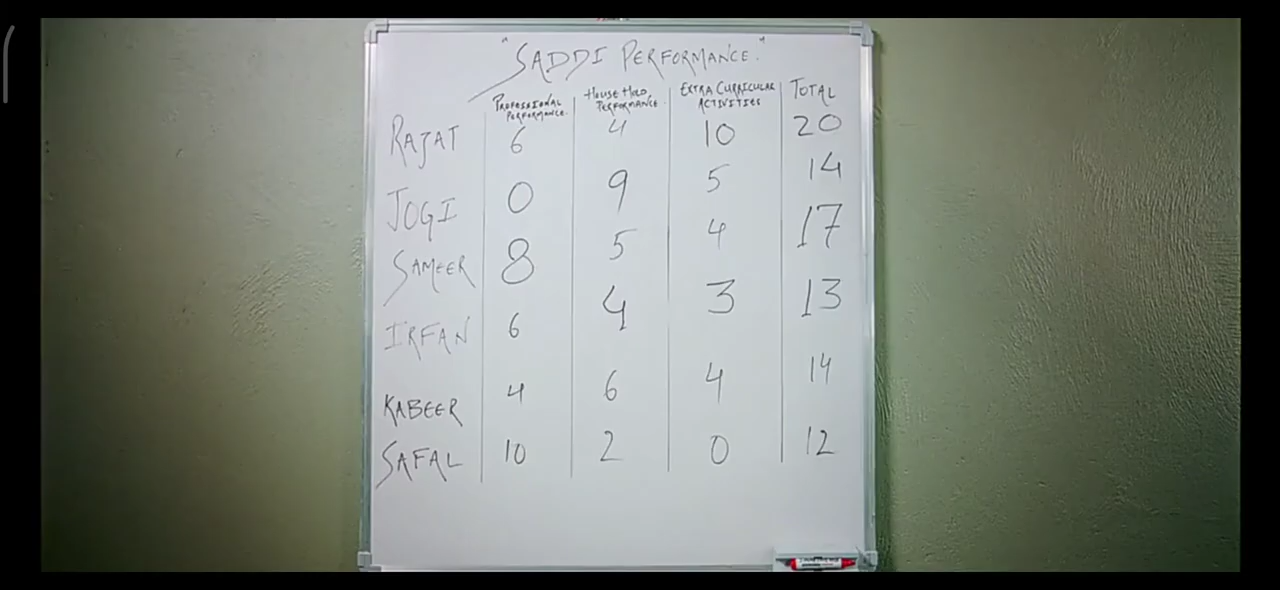 "SADDI PERFORMANCE."
PROFESSIONAL PERFORMANCE. HOUSE HOLD PERFORMANCE. EXTRA CURRICULAR ACTIVITIES TOTAL
RAJAT 6 4 10 20
JOGI 0 9 5 14
SAMEER 8 5 4 17
IRFAN 6 4 3 13
KABEER 4 6 4 14
SAFAL 10 2 0 12